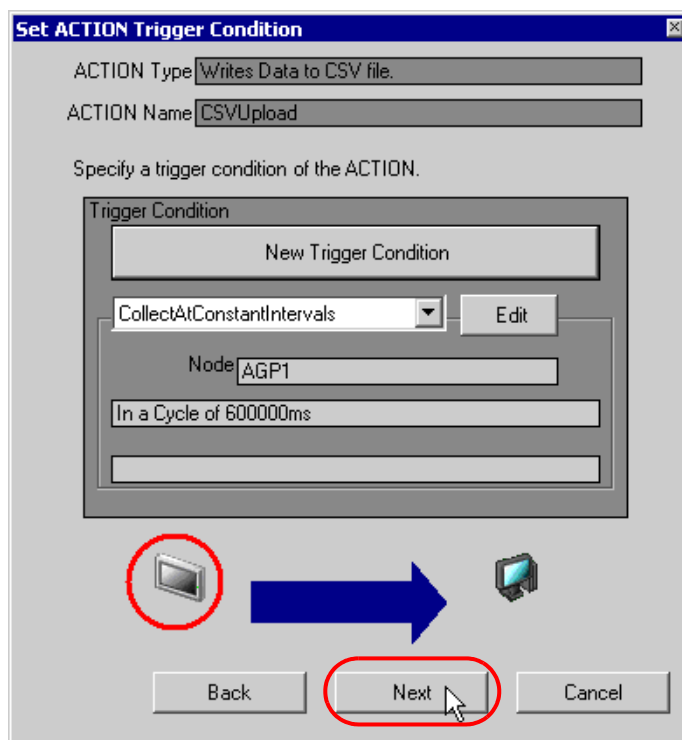 Set ACTION Trigger Condition
ACTION Type Writes Data to CSV file.
ACTION Name CSVUpload
Specify a trigger condition of the ACTION.
Trigger Condition
New Trigger Condition
CollectAtConstantIntervals Edit
Node AGP1
In a Cycle of 600000ms
Back Next Cancel